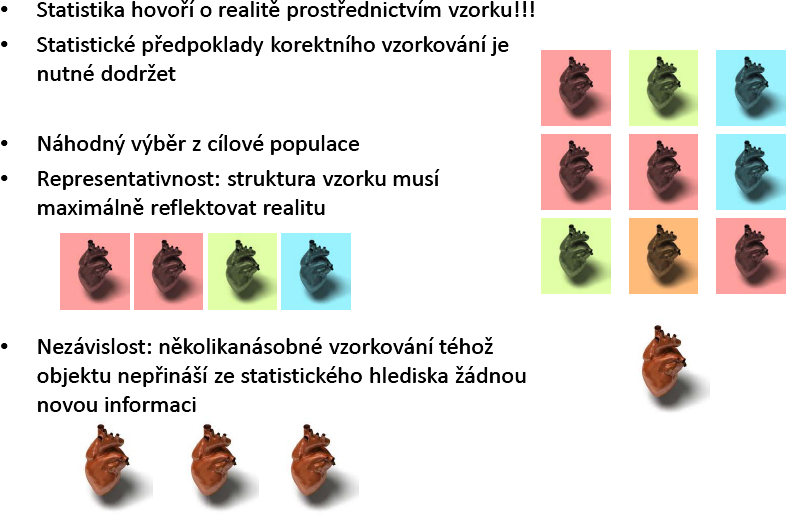 • Statistika hovoří o realitě prostřednictvím vzorku!!!
• Statistické předpoklady korektního vzorkování je
nutné dodržet
• Náhodný výběr z cílové populace
• Representativnost: struktura vzorku musí
maximálně reflektovat realitu
• Nezávislost: několikanásobné vzorkování téhož
objektu nepřináší ze statistického hlediska žádnou
novou informaci